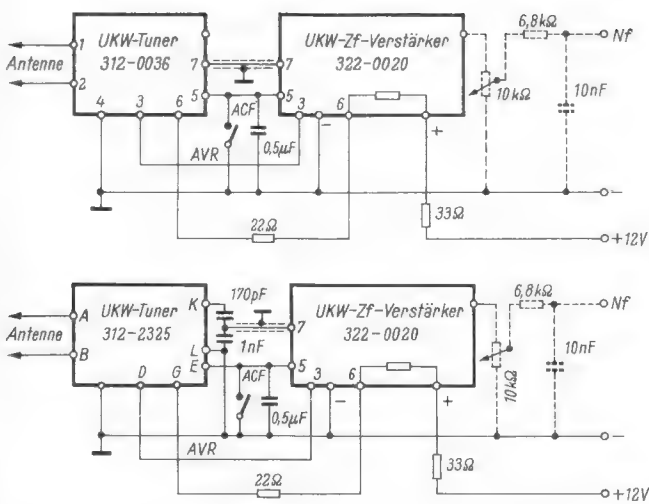 UKW-Tuner
312-0036
UKW-Zf-Verstärker
322-0020
6,8kΩ
Nf
1
Antenne
2
7
7
10kΩ
10nF
4
3
6
5
5
3
6
ACF
0,5µF
AVR
−
+
33Ω
−
22Ω
+12V
UKW-Tuner
312-2325
K
170pF
UKW-Zf-Verstärker
322-0020
6,8kΩ
Nf
A
Antenne
B
7
1nF
L
E
5
10kΩ
10nF
D
G
3
6
ACF
0,5µF
AVR
−
+
33Ω
−
22Ω
+12V